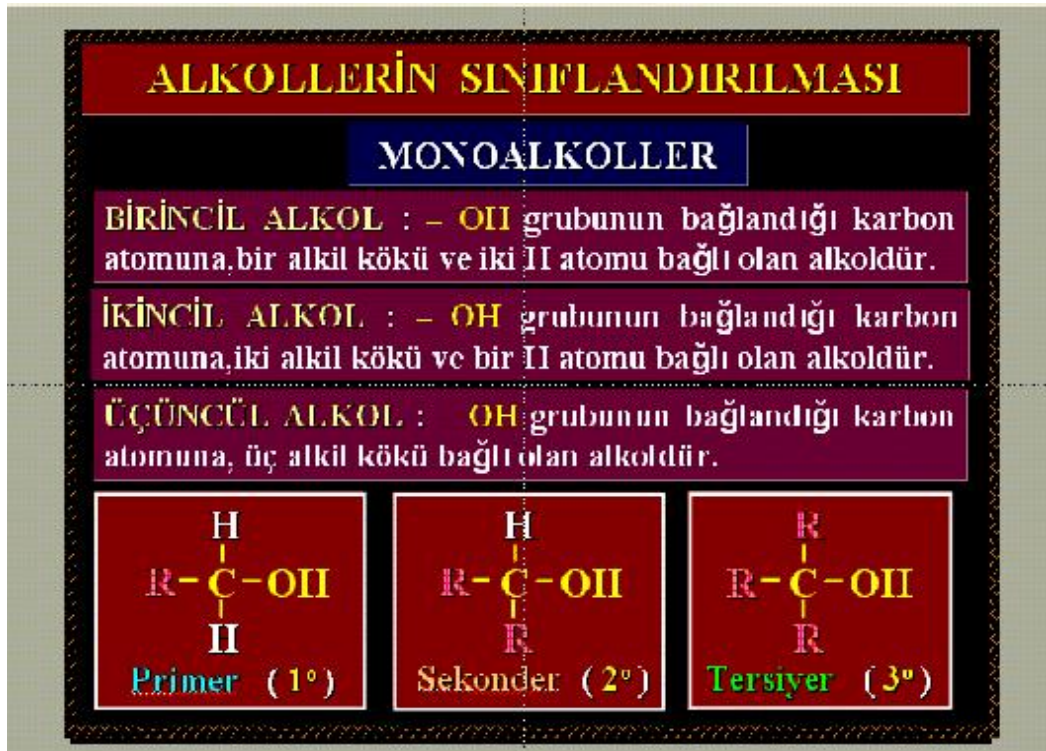 ALKOLLERİN SINIFLANDIRILMASI
MONOALKOLLER
BİRİNCİL ALKOL : – OH grubunun bağlandığı karbon
atomuna,bir alkil kökü ve iki H atomu bağlı olan alkoldür.
İKİNCİL ALKOL : – OH grubunun bağlandığı karbon
atomuna,iki alkil kökü ve bir H atomu bağlı olan alkoldür.
ÜÇÜNCÜL ALKOL : OH grubunun bağlandığı karbon
atomuna, üç alkil kökü bağlı olan alkoldür.
H
R – C – OH
H
Primer (1º)
H
R – C – OH
R
Sekonder (2º)
R
R – C – OH
R
Tersiyer (3º)